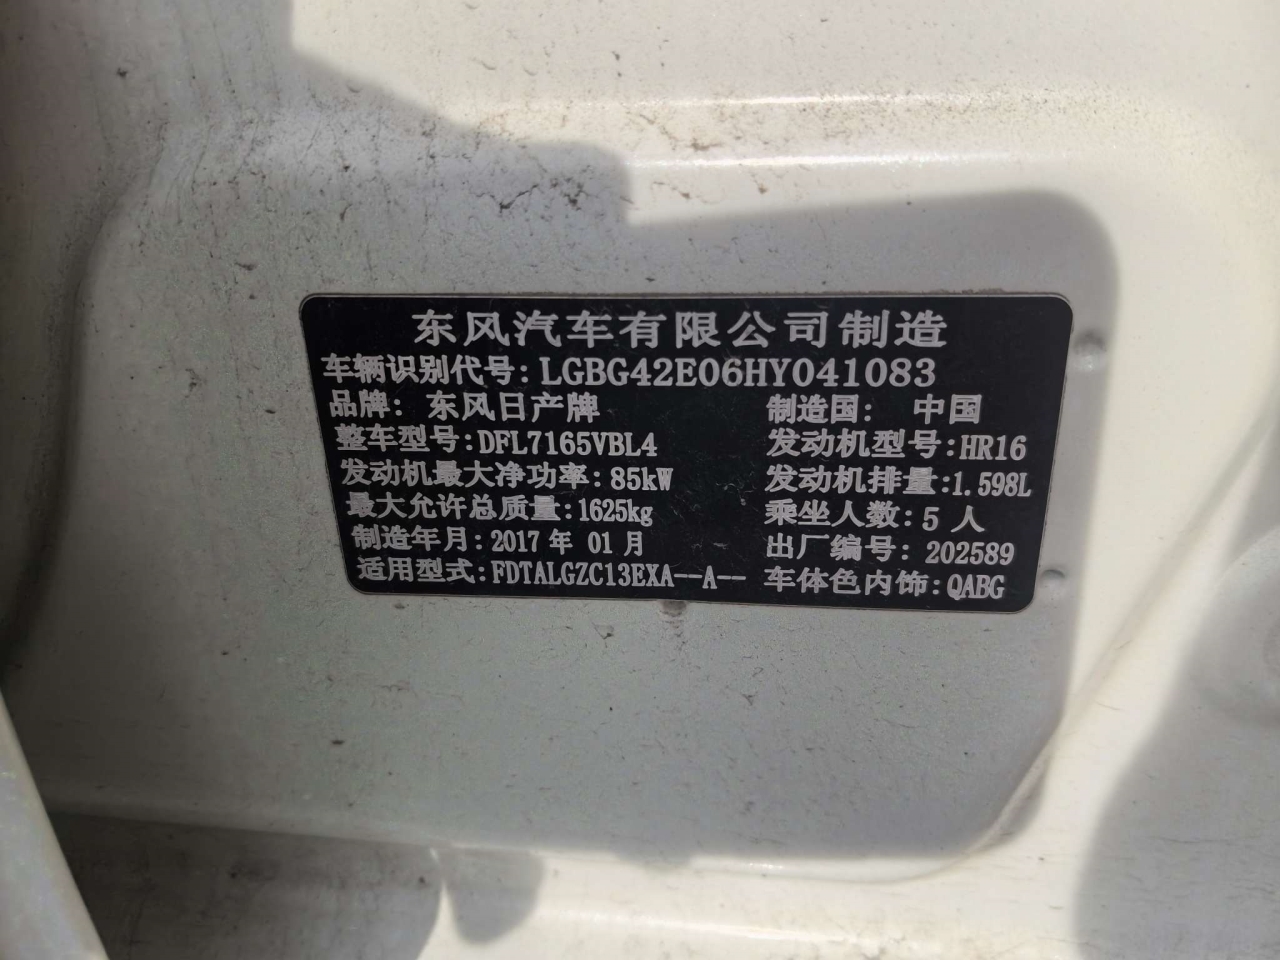 东风汽车有限公司制造
车辆识别代号: LGBG42E06HY041083
品牌: 东风日产牌 制造国: 中国
整车型号: DFL7165VBL4 发动机型号: HR16
发动机最大净功率: 85kW 发动机排量: 1.598L
最大允许总质量: 1625kg 乘坐人数: 5 人
制造年月: 2017 年 01 月 出厂编号: 202589
适用型式: FDTALGZC13EXA--A-- 车体色内饰: QABG